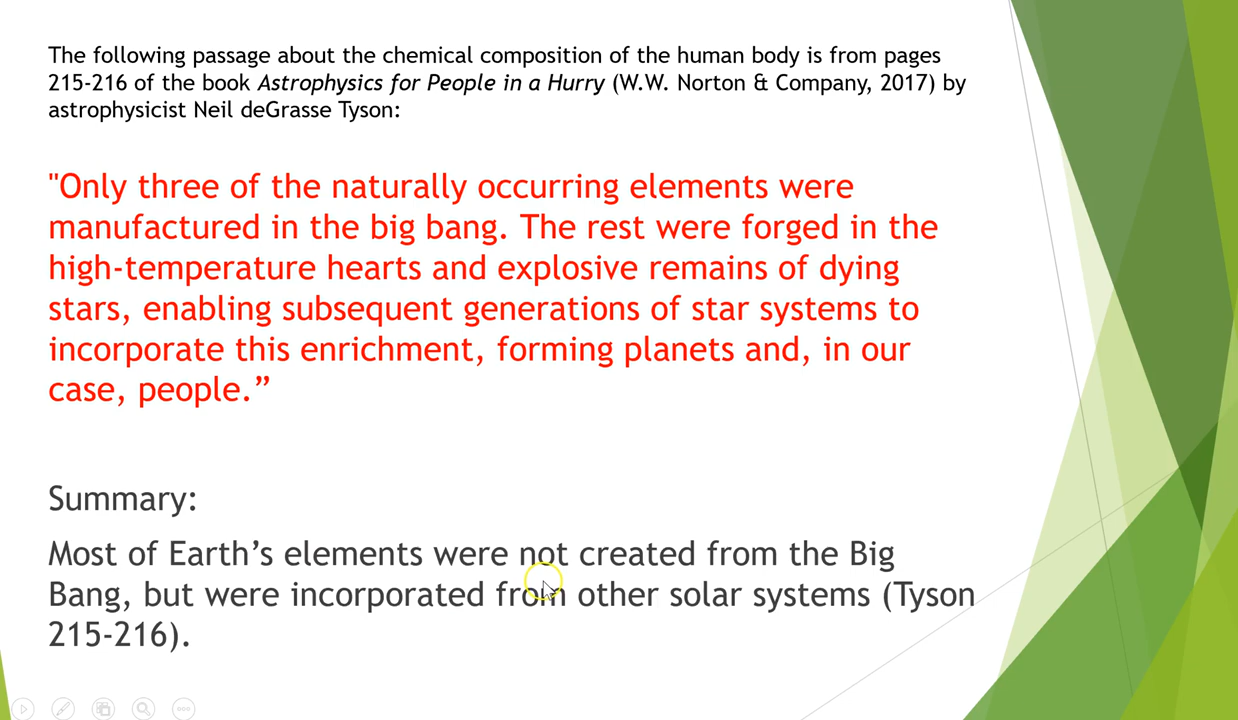 The following passage about the chemical composition of the human body is from pages
215-216 of the book Astrophysics for People in a Hurry (W.W. Norton & Company, 2017) by
astrophysicist Neil deGrasse Tyson:
"Only three of the naturally occurring elements were
manufactured in the big bang. The rest were forged in the
high-temperature hearts and explosive remains of dying
stars, enabling subsequent generations of star systems to
incorporate this enrichment, forming planets and, in our
case, people.”
Summary:
Most of Earth’s elements were not created from the Big
Bang, but were incorporated from other solar systems (Tyson
215-216).